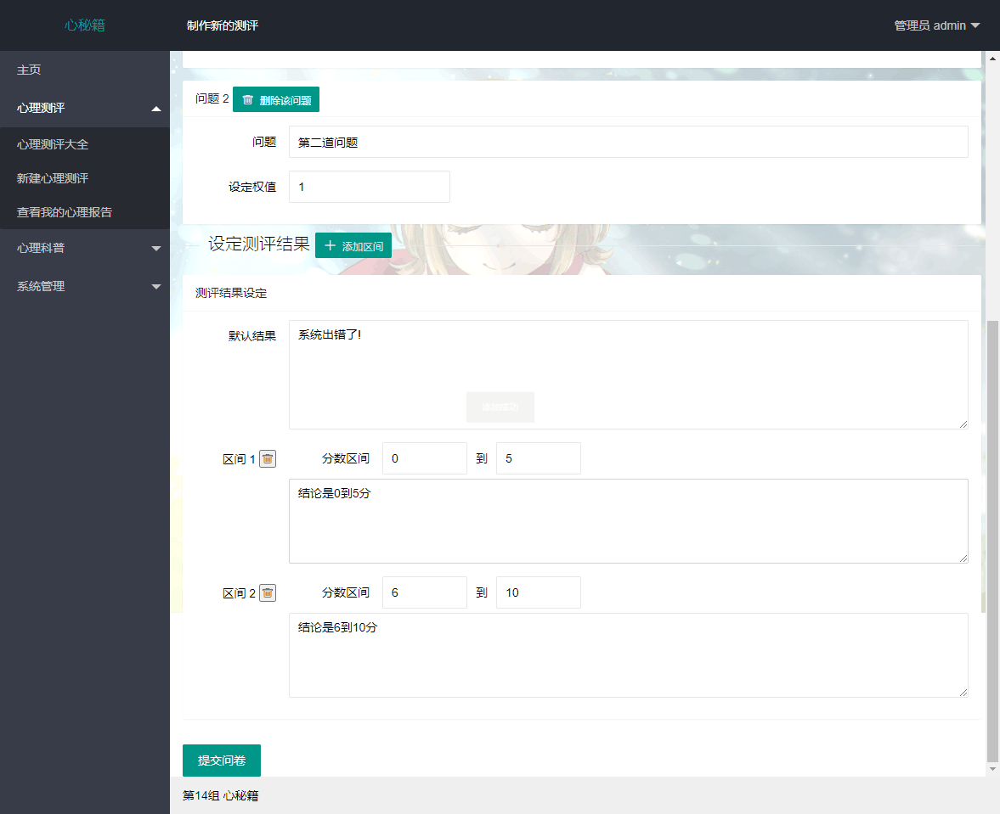 心秘籍
制作新的测评
管理员 admin
主页
心理测评
心理测评大全
新建心理测评
查看我的心理报告
心理科普
系统管理
问题 2 删除该问题
问题 第二道问题
设定权值 1
设定测评结果 添加区间
测评结果设定
默认结果 系统出错了!
区间 1 分数区间 0 到 5
结论是0到5分
区间 2 分数区间 6 到 10
结论是6到10分
提交问卷
第14组 心秘籍